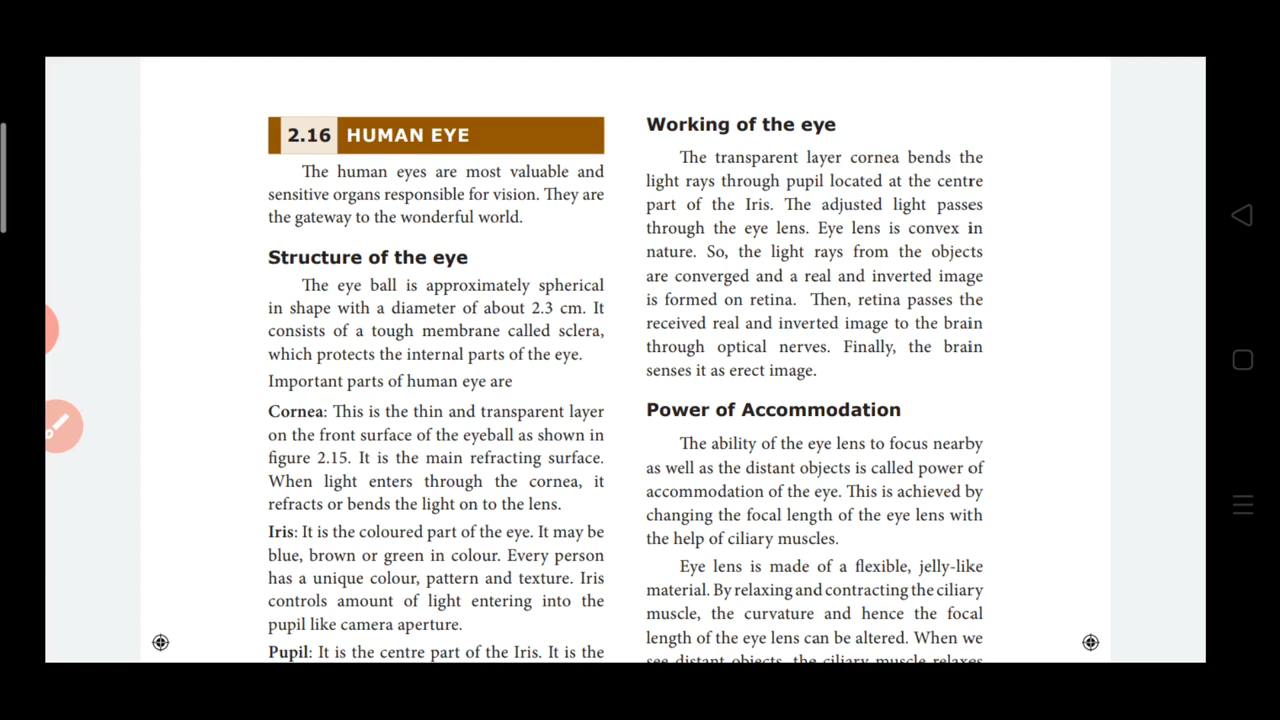 2.16 HUMAN EYE
The human eyes are most valuable and
sensitive organs responsible for vision. They are
the gateway to the wonderful world.
Structure of the eye
The eye ball is approximately spherical
in shape with a diameter of about 2.3 cm. It
consists of a tough membrane called sclera,
which protects the internal parts of the eye.
Important parts of human eye are
Cornea: This is the thin and transparent layer
on the front surface of the eyeball as shown in
figure 2.15. It is the main refracting surface.
When light enters through the cornea, it
refracts or bends the light on to the lens.
Iris: It is the coloured part of the eye. It may be
blue, brown or green in colour. Every person
has a unique colour, pattern and texture. Iris
controls amount of light entering into the
pupil like camera aperture.
Pupil: It is the centre part of the Iris. It is the
Working of the eye
The transparent layer cornea bends the
light rays through pupil located at the centre
part of the Iris. The adjusted light passes
through the eye lens. Eye lens is convex in
nature. So, the light rays from the objects
are converged and a real and inverted image
is formed on retina. Then, retina passes the
received real and inverted image to the brain
through optical nerves. Finally, the brain
senses it as erect image.
Power of Accommodation
The ability of the eye lens to focus nearby
as well as the distant objects is called power of
accommodation of the eye. This is achieved by
changing the focal length of the eye lens with
the help of ciliary muscles.
Eye lens is made of a flexible, jelly-like
material. By relaxing and contracting the ciliary
muscle, the curvature and hence the focal
length of the eye lens can be altered. When we
see distant objects, the ciliary muscle relaxes